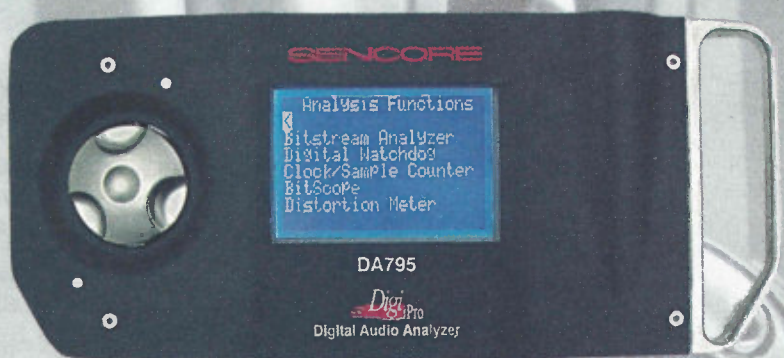 SENCORE
Analysis Functions
<
Bitstream Analyzer
Digital Watchdog
Clock/Sample Counter
BitScope
Distortion Meter
DA795
Digi Pro
Digital Audio Analyzer